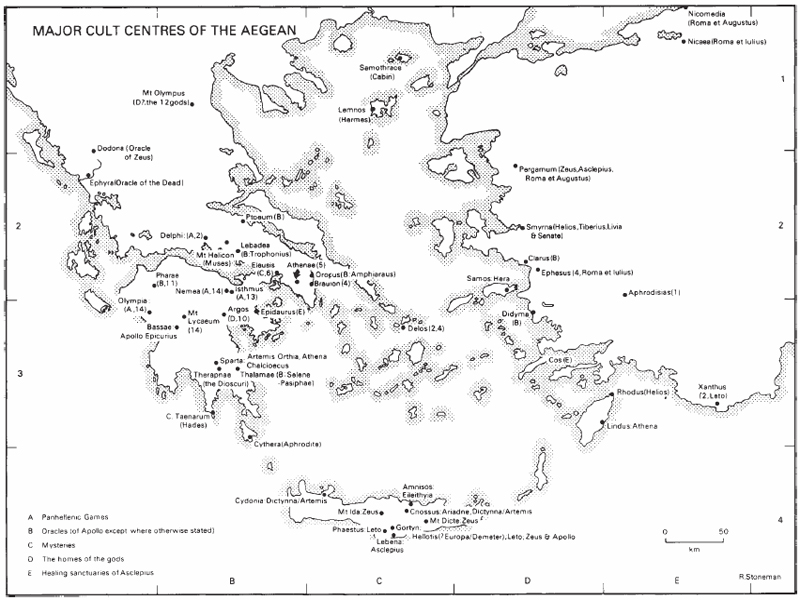 MAJOR CULT CENTRES OF THE AEGEAN
Nicomedia
(Roma et Augustus)
Nicaea (Roma et Iulius)
Samothrace
(Cabiri)
Mt Olympus
(D?, the 12 gods)
Lemnos
(Hermes)
1
Dodona (Oracle
of Zeus)
Ephyra (Oracle of the Dead)
Pergamum (Zeus, Asclepius,
Roma et Augustus)
Ptoeum (B)
2
Delphi: (A,2)
Lebadea
(B: Trophonius)
Mt Helicon
(Muses)
Smyrna (Helios, Tiberius, Livia
& Senate)
2
Eleusis
(C,6)
Athenae (5)
Oropus (B: Amphiaraus)
Brauron (4)
Clarus (B)
Ephesus (4, Roma et Iulius)
Pharae
(B,11)
Nemea (A,14)
Isthmus
(A,13)
Samos: Hera
Aphrodisias (1)
Olympia
(A,14)
Mt
Lycaeum
(14)
Argos
(D,10)
Epidaurus (E)
Didyma
(B)
Bassae
Apollo Epicurius
Delos (2,4)
3
Sparta: Artemis Orthia, Athena
Chalcioecus
Therapnae
(the Dioscuri)
Thalamae (B: Selene
Pasiphae)
Cos (E)
3
Rhodus (Helios)
Xanthus
(2, Leto)
C. Taenarum
(Hades)
Lindus: Athena
Cythera (Aphrodite)
Cydonia Dictynna/Artemis
Amnisos:
Eileithyia
Mt Ida: Zeus
Cnossus: Ariadne, Dictynna/Artemis
Mt Dicte: Zeus
Phaestus: Leto
Gortyn:
Hellotis (?Europa/Demeter), Leto, Zeus & Apollo
Lebena:
Asclepius
4
A Panhellenic Games
B Oracles (of Apollo except where otherwise stated)
C Mysteries
D The homes of the gods
E Healing sanctuaries of Asclepius
0 50
km
B C D E
R.Stoneman